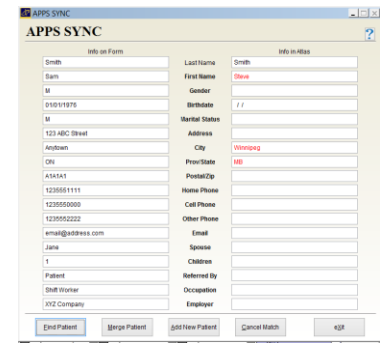 APPS SYNC
APPS SYNC
?
Info on Form Info in Atlas
Smith Last Name Smith
Sam First Name Steve
M Gender
01/01/1976 Birthdate / /
M Marital Status
123 ABC Street Address
Anytown City Winnipeg
ON Prov/State MB
A1A1A1 Postal/Zip
1235551111 Home Phone
1235550000 Cell Phone
1235552222 Other Phone
email@address.com Email
Jane Spouse
1 Children
Patient Referred By
Shift Worker Occupation
XYZ Company Employer
Find Patient Merge Patient Add New Patient Cancel Match eXit